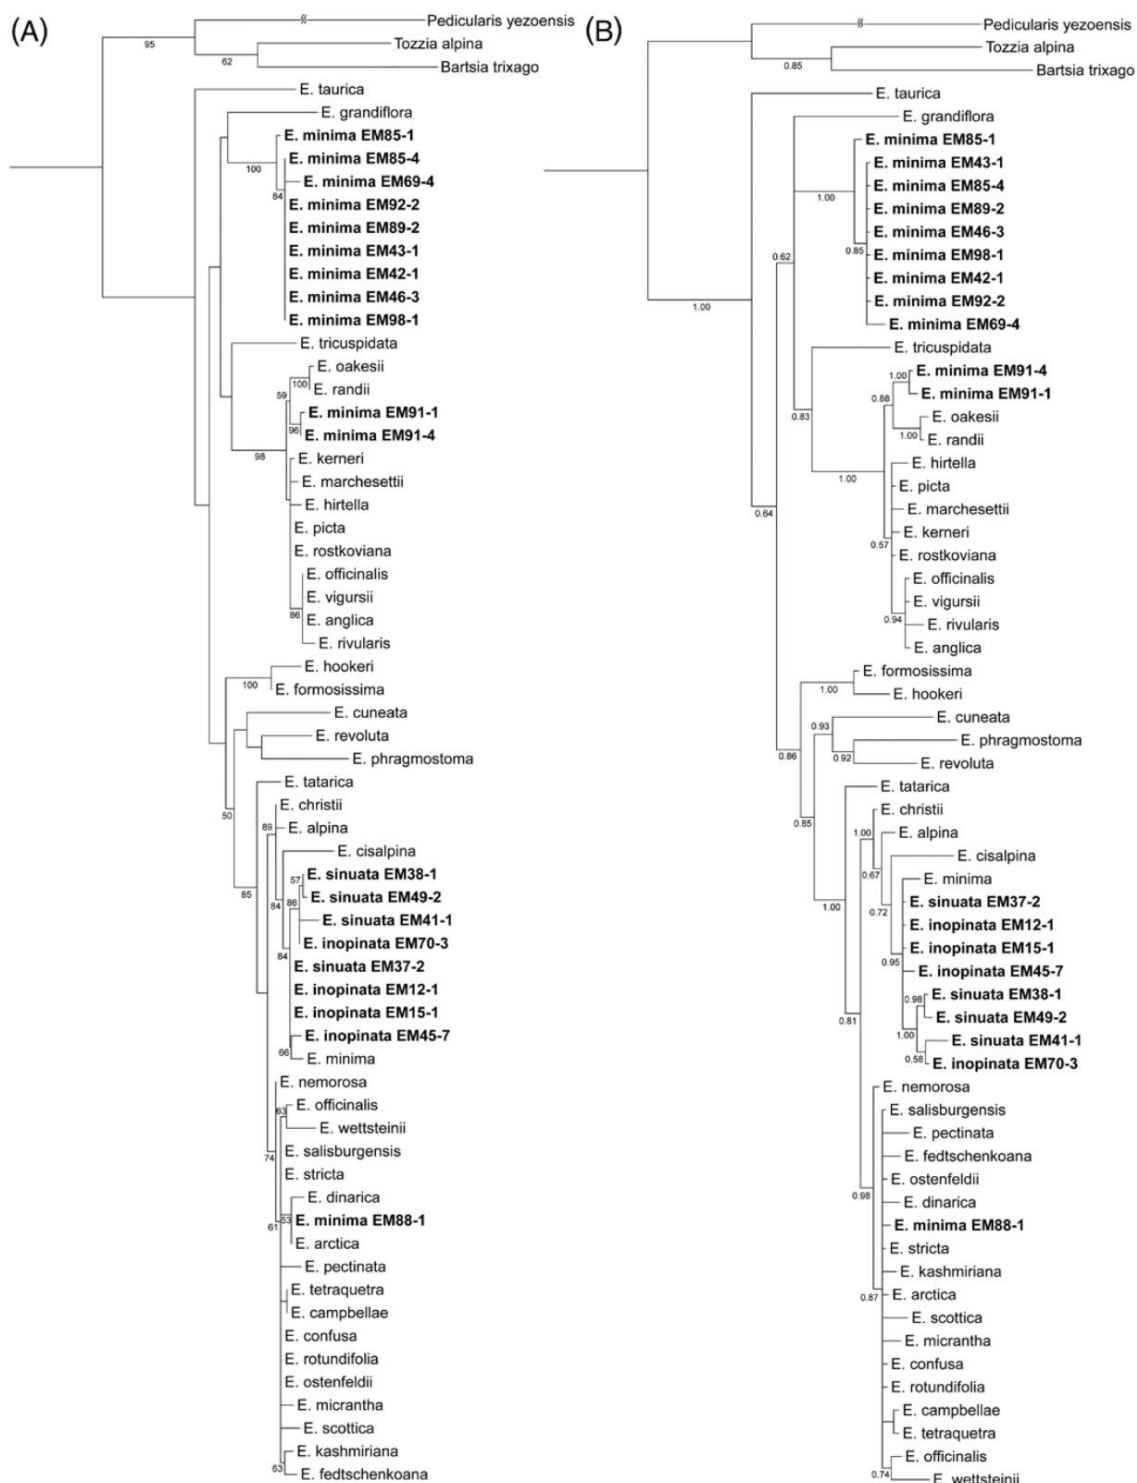 (A)
Pedicularis yezoensis
95
Tozzia alpina
62
Bartsia trixago
E. taurica
E. grandiflora
E. minima EM85-1
E. minima EM85-4
100
E. minima EM69-4
84
E. minima EM92-2
E. minima EM89-2
E. minima EM43-1
E. minima EM42-1
E. minima EM46-3
E. minima EM98-1
E. tricuspidata
E. oakesii
100
E. randii
59
E. minima EM91-1
96
E. minima EM91-4
98
E. kerneri
E. marchesettii
E. hirtella
E. picta
E. rostkoviana
E. officinalis
E. vigursii
86
E. anglica
E. rivularis
E. hookeri
100
E. formosissima
E. cuneata
E. revoluta
E. phragmostoma
E. tatarica
E. christii
50
89
E. alpina
E. cisalpina
57
E. sinuata EM38-1
85
84
86
E. sinuata EM49-2
E. sinuata EM41-1
E. inopinata EM70-3
84
E. sinuata EM37-2
E. inopinata EM12-1
E. inopinata EM15-1
E. inopinata EM45-7
66
E. minima
E. nemorosa
63
E. officinalis
E. wettsteinii
74
E. salisburgensis
E. stricta
E. dinarica
61
53
E. minima EM88-1
E. arctica
E. pectinata
E. tetraquetra
E. campbellae
E. confusa
E. rotundifolia
E. ostenfeldii
E. micrantha
E. scottica
E. kashmiriana
63
E. fedtschenkoana
(B)
Pedicularis yezoensis
Tozzia alpina
0.85
Bartsia trixago
E. taurica
E. grandiflora
E. minima EM85-1
E. minima EM43-1
E. minima EM85-4
1.00
E. minima EM89-2
E. minima EM46-3
0.62
0.85
E. minima EM98-1
E. minima EM42-1
1.00
E. minima EM92-2
E. minima EM69-4
E. tricuspidata
1.00
E. minima EM91-4
0.88
E. minima EM91-1
0.83
E. oakesii
1.00
E. randii
E. hirtella
1.00
E. picta
0.64
E. marchesettii
E. kerneri
0.57
E. rostkoviana
E. officinalis
E. vigursii
0.94
E. rivularis
E. anglica
E. formosissima
1.00
E. hookeri
E. cuneata
0.93
E. phragmostoma
0.86
0.92
E. revoluta
E. tatarica
E. christii
0.85
1.00
E. alpina
E. cisalpina
0.67
E. minima
1.00
E. sinuata EM37-2
0.72
E. inopinata EM12-1
E. inopinata EM15-1
0.95
E. inopinata EM45-7
0.98
E. sinuata EM38-1
0.81
E. sinuata EM49-2
1.00
E. sinuata EM41-1
0.58
E. inopinata EM70-3
E. nemorosa
E. salisburgensis
E. pectinata
E. fedtschenkoana
E. ostenfeldii
0.98
E. dinarica
E. minima EM88-1
E. stricta
E. kashmiriana
0.87
E. arctica
E. scottica
E. micrantha
E. confusa
E. rotundifolia
E. campbellae
E. tetraquetra
E. officinalis
0.74
E. wettsteinii